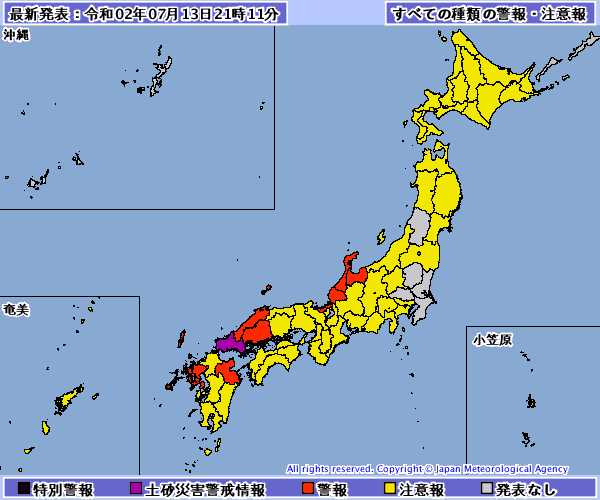 最新発表：令和02年07月13日21時11分
すべての種類の警報・注意報
沖縄
奄美
小笠原
All rights reserved. Copyright © Japan Meteorological Agency
特別警報
土砂災害警戒情報
警報
注意報
発表なし